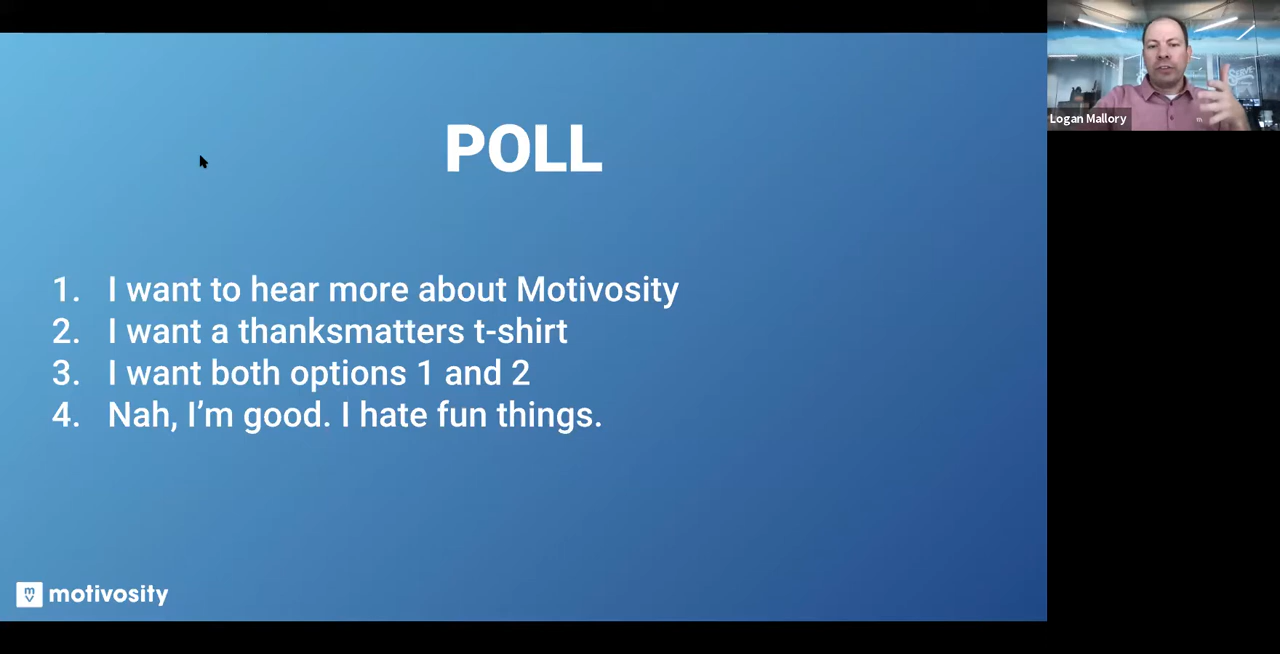 POLL
1. I want to hear more about Motivosity
2. I want a thanksmatters t-shirt
3. I want both options 1 and 2
4. Nah, I’m good. I hate fun things.
motivosity
Logan Mallory
SERVE